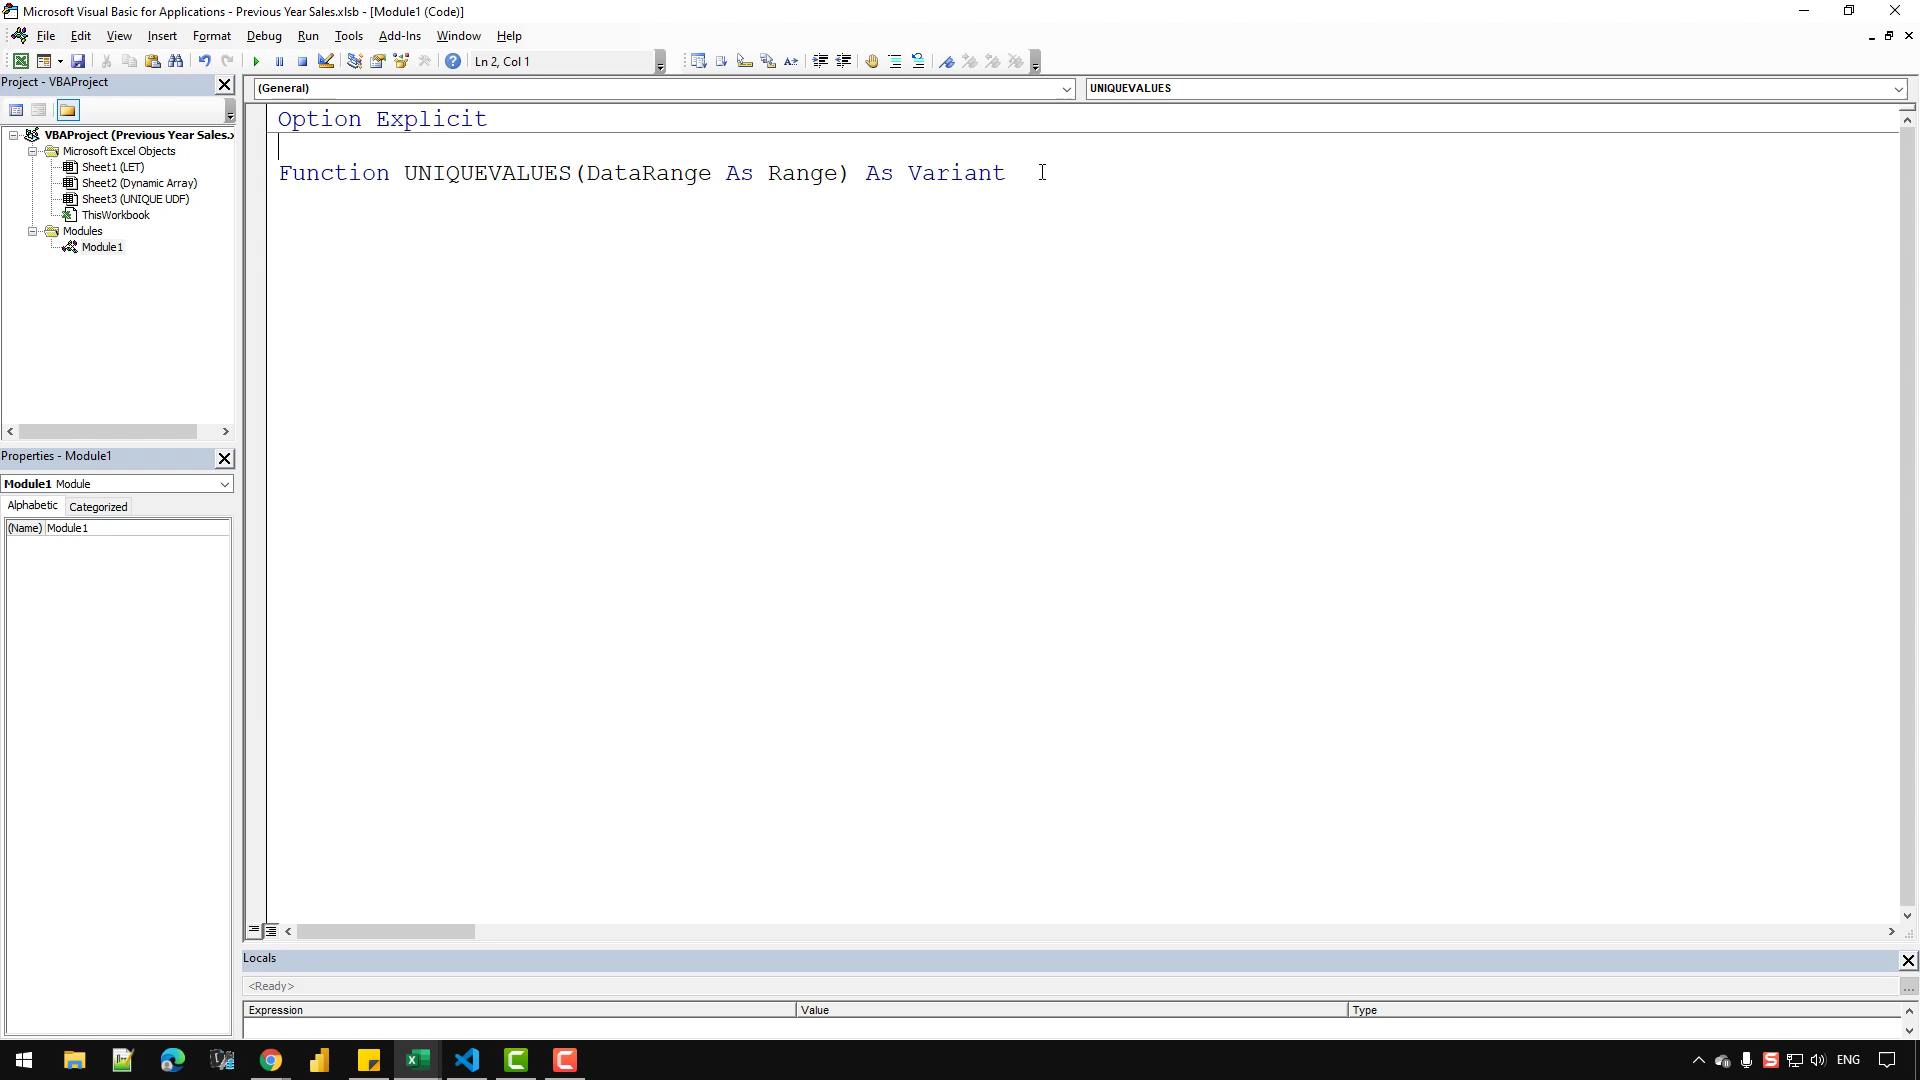 Microsoft Visual Basic for Applications - Previous Year Sales.xlsb - [Module1 (Code)]
File Edit View Insert Format Debug Run Tools Add-Ins Window Help
Ln 2, Col 1
Project - VBAProject
(General)
UNIQUEVALUES
VBAProject (Previous Year Sales.x
Microsoft Excel Objects
Sheet1 (LET)
Sheet2 (Dynamic Array)
Sheet3 (UNIQUE UDF)
ThisWorkbook
Modules
Module1
Option Explicit
Function UNIQUEVALUES(DataRange As Range) As Variant
Properties - Module1
Module1 Module
Alphabetic Categorized
(Name) Module1
Locals
<Ready>
Expression Value Type
ENG